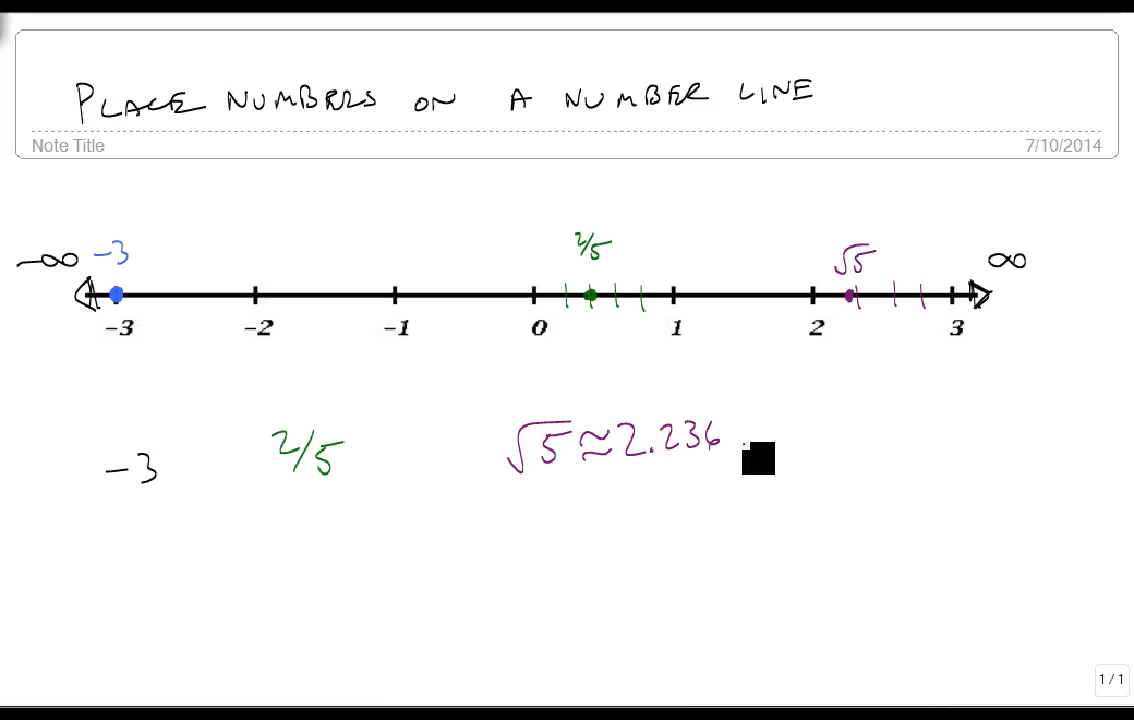 PLACE NUMBERS ON A NUMBER LINE
Note Title 7/10/2014
-∞ -3 2/5 √5 ∞
-3 -2 -1 0 1 2 3
-3 2/5 √5 ≅ 2.236
1 / 1